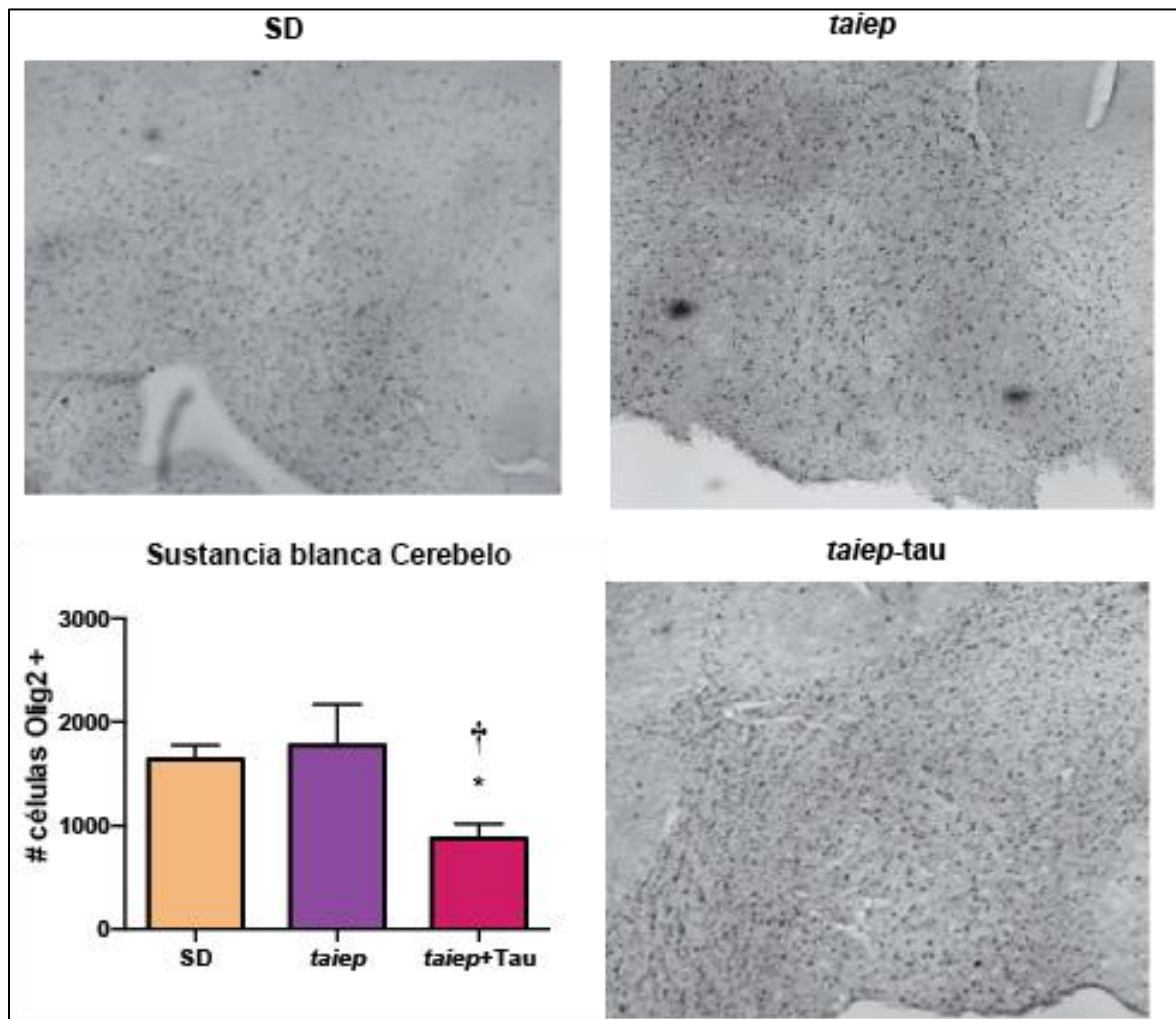 SD
taiep
Sustancia blanca Cerebelo
# células Olig2 +
3000
2000
1000
0
†
*
SD
taiep
taiep+Tau
taiep-tau